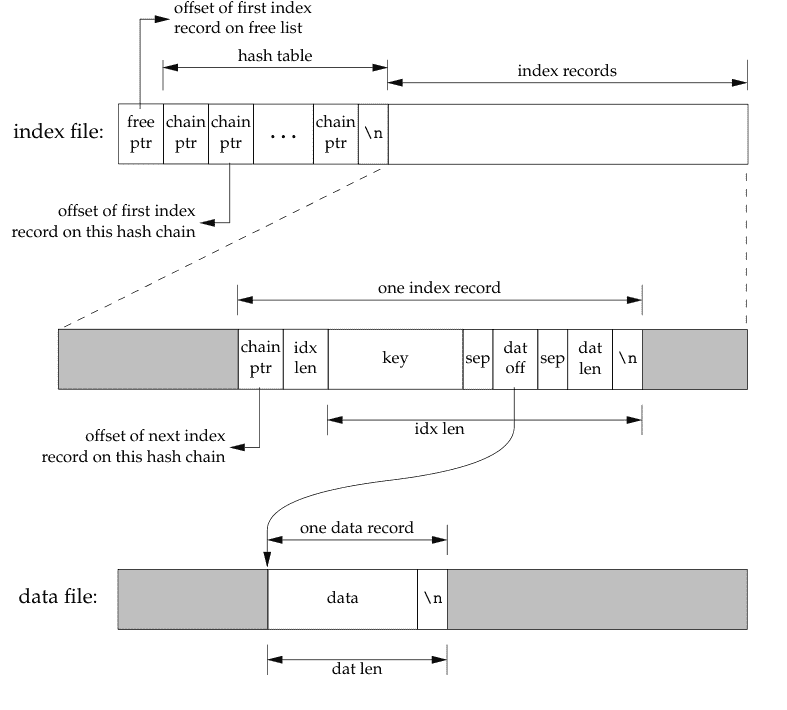 offset of first index
record on free list
hash table
index records
index file:
free
ptr
chain
ptr
chain
ptr
...
chain
ptr
\n
offset of first index
record on this hash chain
one index record
chain
ptr
idx
len
key
sep
dat
off
sep
dat
len
\n
offset of next index
record on this hash chain
idx len
one data record
data file:
data
\n
dat len